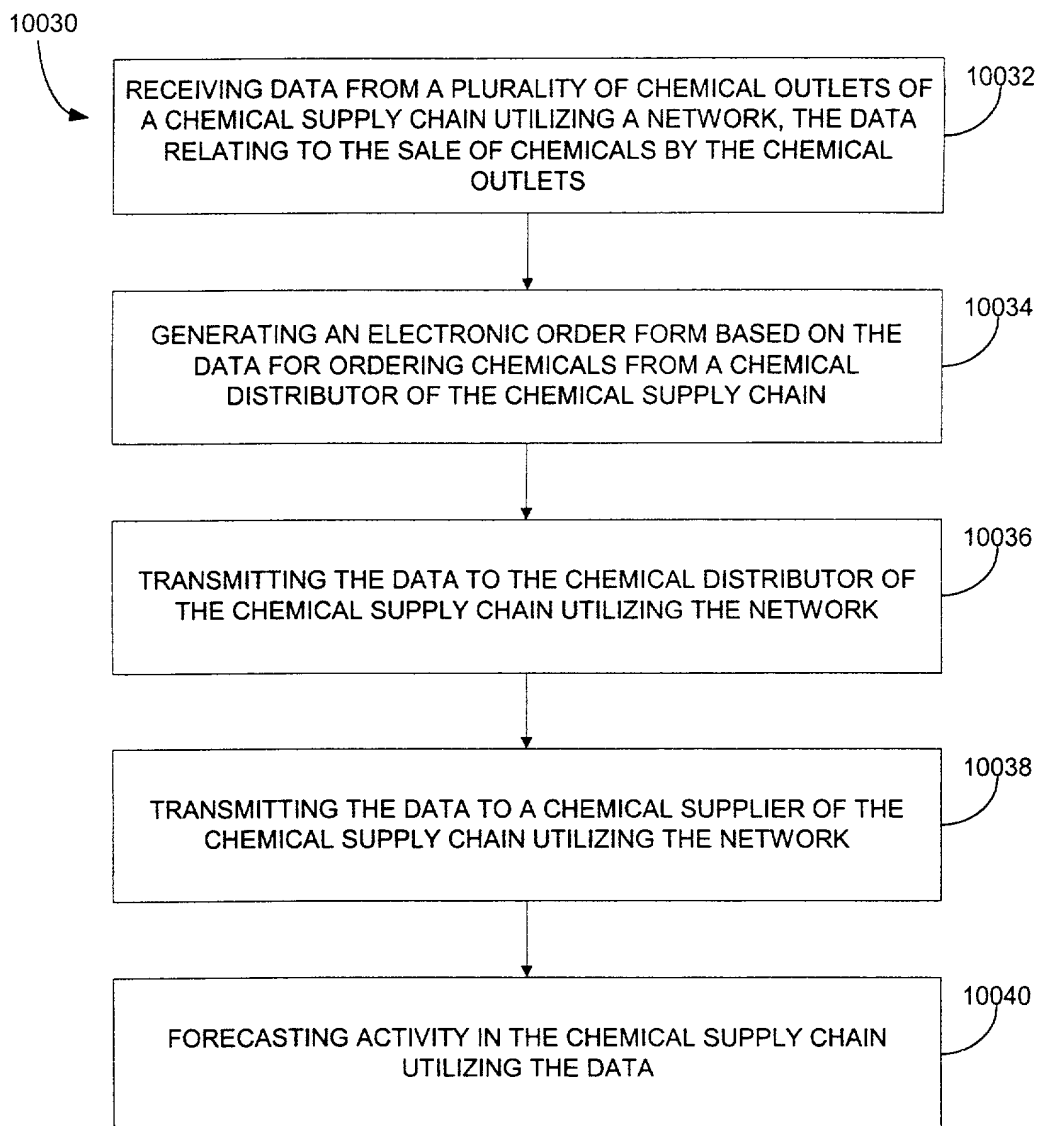 10030
RECEIVING DATA FROM A PLURALITY OF CHEMICAL OUTLETS OF
A CHEMICAL SUPPLY CHAIN UTILIZING A NETWORK, THE DATA
RELATING TO THE SALE OF CHEMICALS BY THE CHEMICAL
OUTLETS
10032
GENERATING AN ELECTRONIC ORDER FORM BASED ON THE
DATA FOR ORDERING CHEMICALS FROM A CHEMICAL
DISTRIBUTOR OF THE CHEMICAL SUPPLY CHAIN
10034
TRANSMITTING THE DATA TO THE CHEMICAL DISTRIBUTOR OF
THE CHEMICAL SUPPLY CHAIN UTILIZING THE NETWORK
10036
TRANSMITTING THE DATA TO A CHEMICAL SUPPLIER OF THE
CHEMICAL SUPPLY CHAIN UTILIZING THE NETWORK
10038
FORECASTING ACTIVITY IN THE CHEMICAL SUPPLY CHAIN
UTILIZING THE DATA
10040